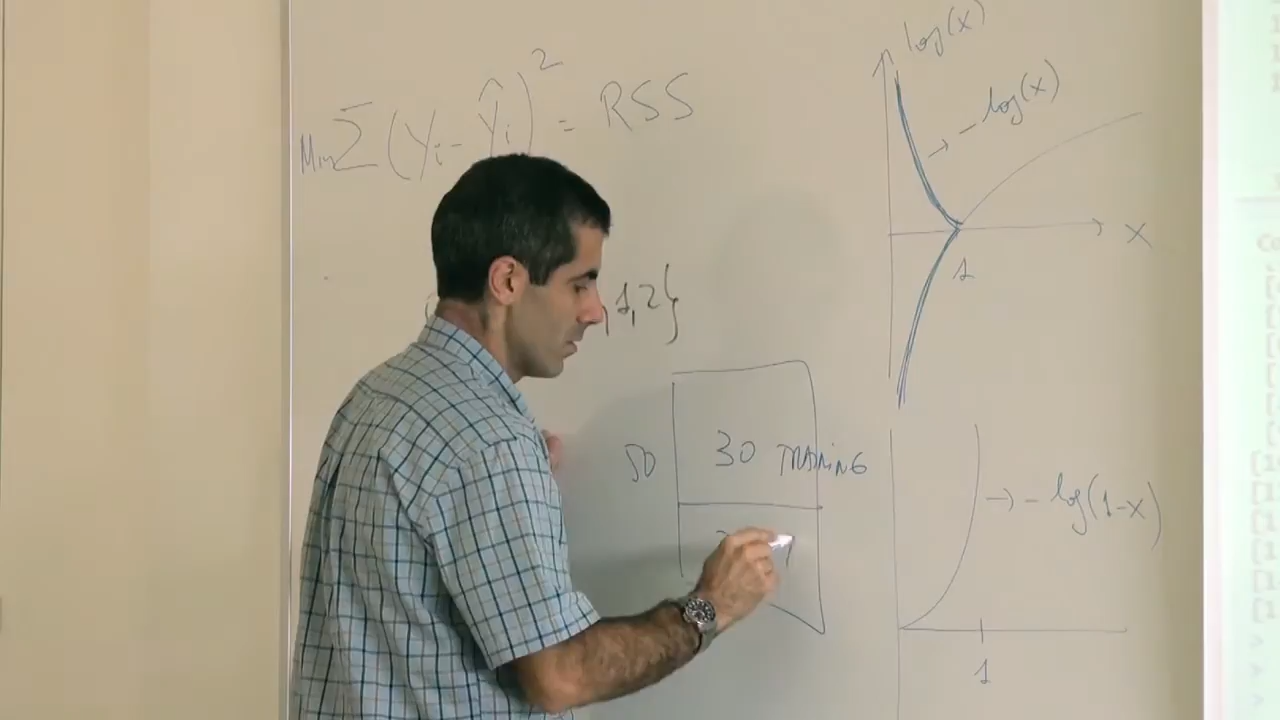 Min Σ (yi - ŷi)² = RSS
,1,2}
50
30 TRAINING
log(x)
→ - log(x)
x
1
→ - log(1-x)
1